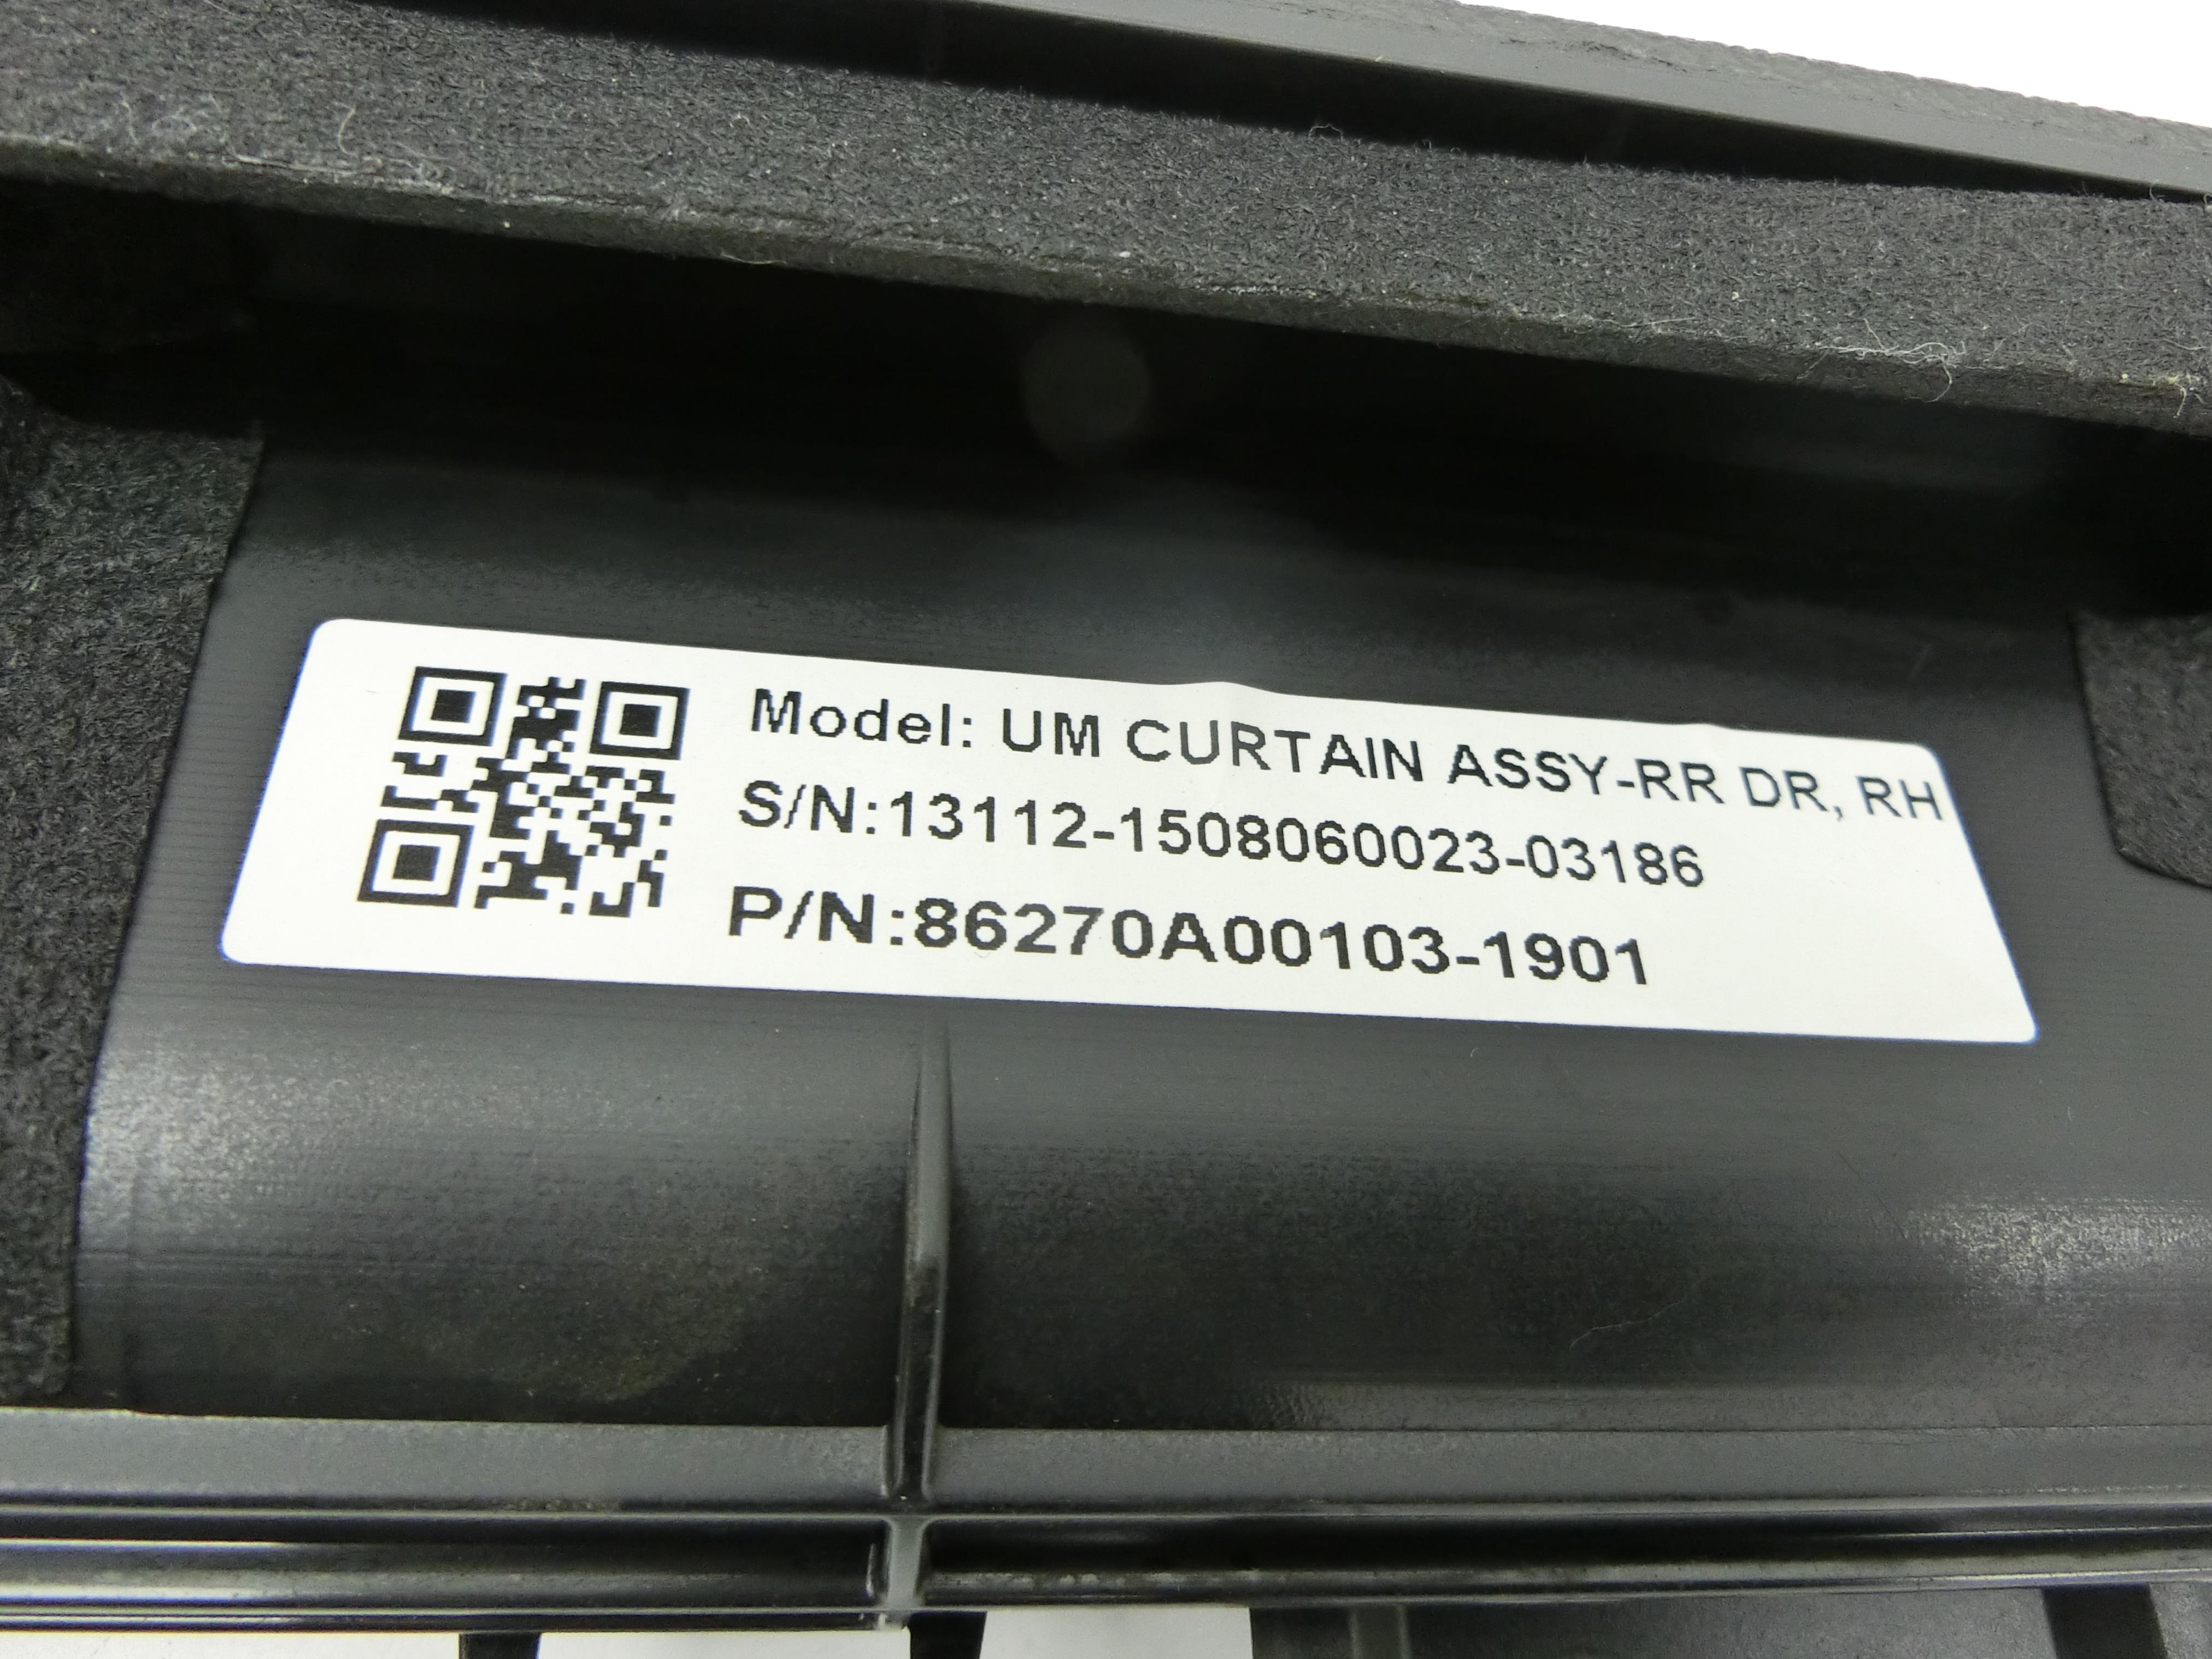 Model: UM CURTAIN ASSY-RR DR, RH
S/N:13112-1508060023-03186
P/N:86270A00103-1901